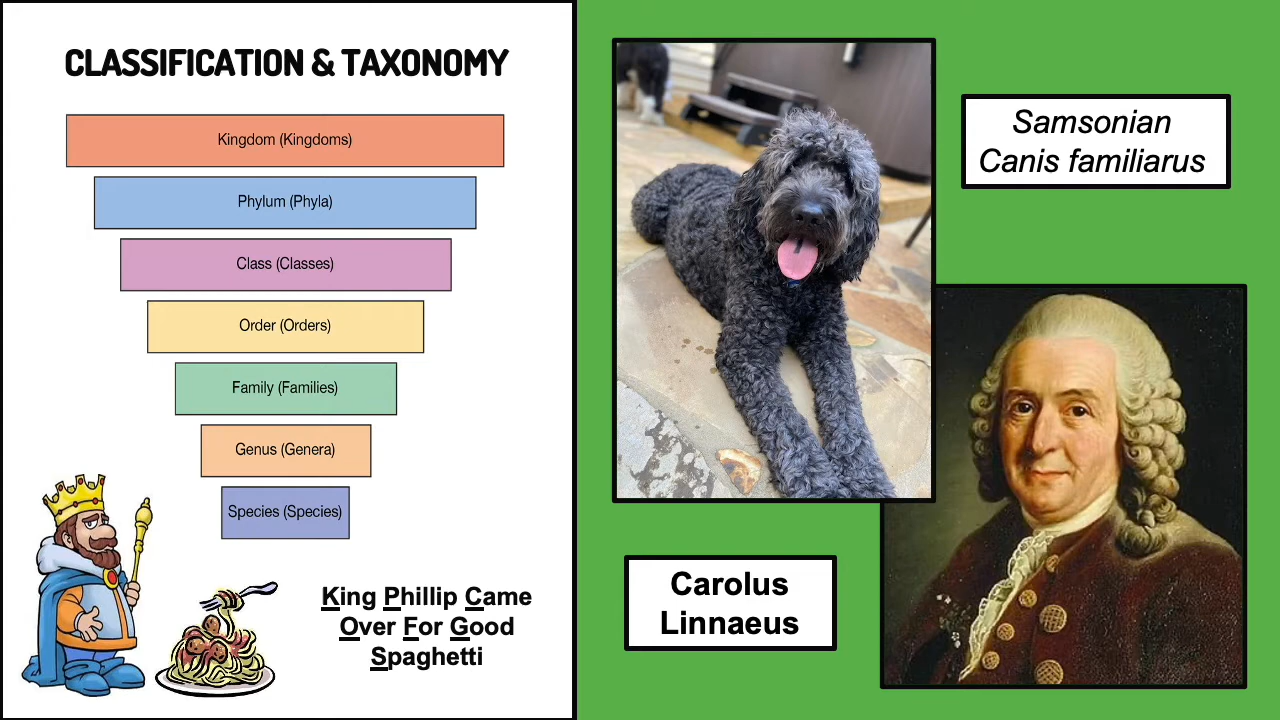 CLASSIFICATION & TAXONOMY
Kingdom (Kingdoms)
Phylum (Phyla)
Class (Classes)
Order (Orders)
Family (Families)
Genus (Genera)
Species (Species)
King Phillip Came
Over For Good
Spaghetti
Samsonian
Canis familiarus
Carolus
Linnaeus